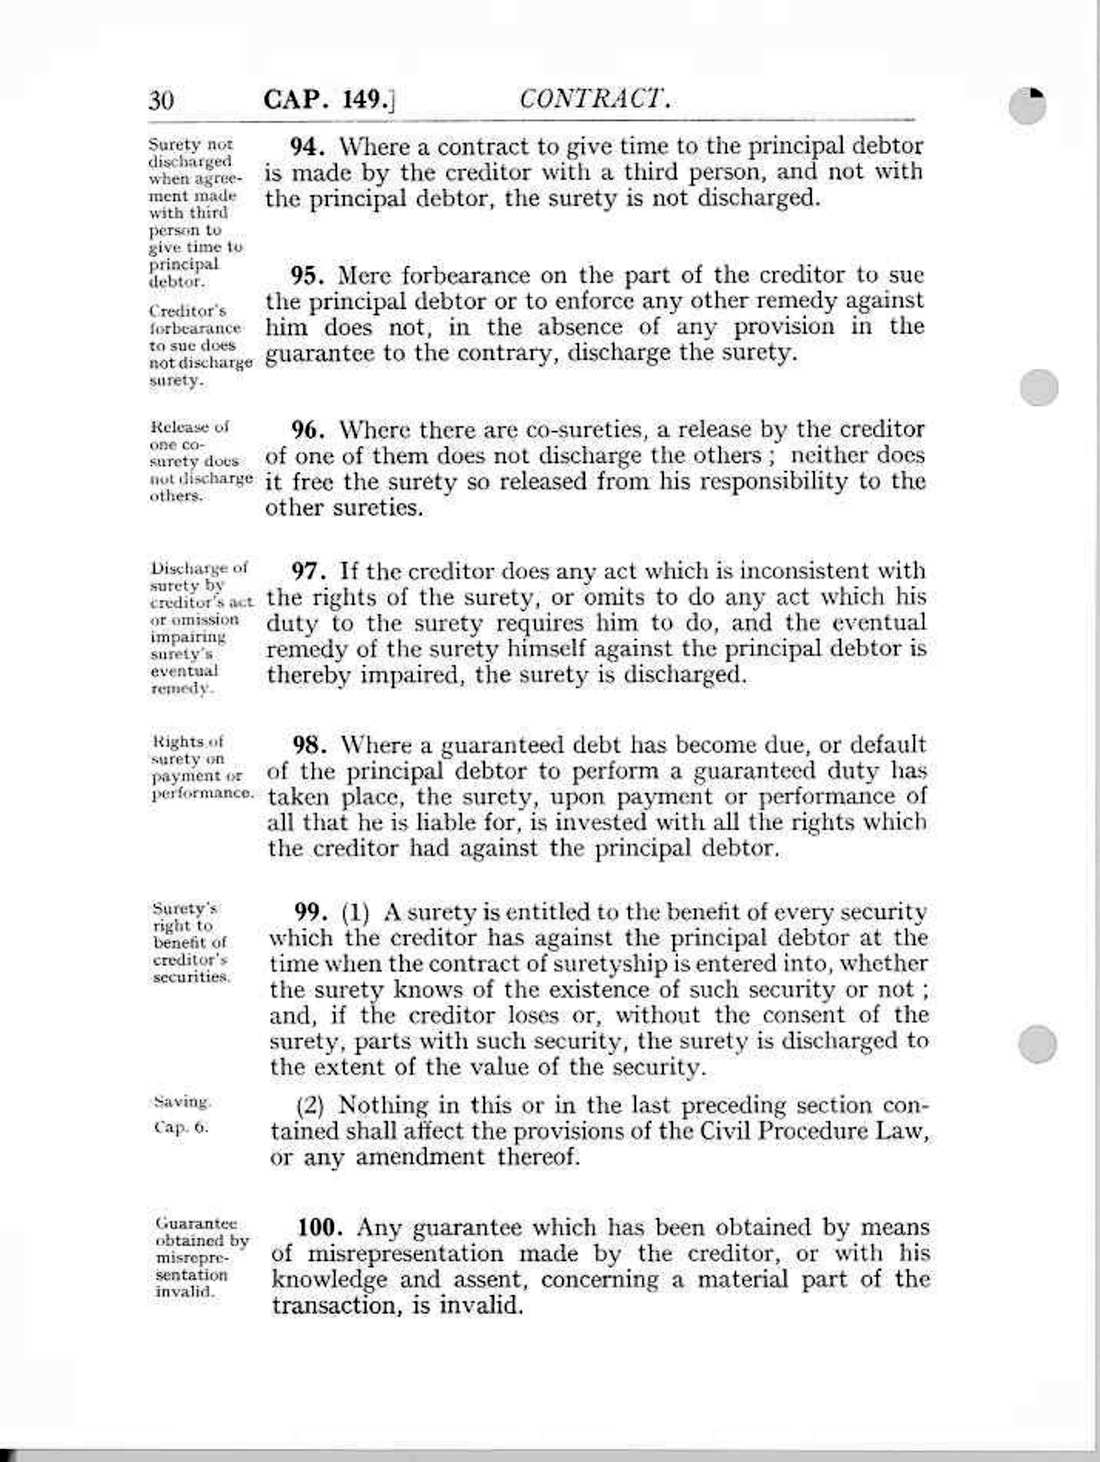 30 CAP. 149.] CONTRACT.
Surety not
discharged
when agree-
ment made
with third
person to
give time to
principal
debtor.
94. Where a contract to give time to the principal debtor
is made by the creditor with a third person, and not with
the principal debtor, the surety is not discharged.
Creditor's
forbearance
to sue does
not discharge
surety.
95. Mere forbearance on the part of the creditor to sue
the principal debtor or to enforce any other remedy against
him does not, in the absence of any provision in the
guarantee to the contrary, discharge the surety.
Release of
one co-
surety does
not discharge
others.
96. Where there are co-sureties, a release by the creditor
of one of them does not discharge the others ; neither does
it free the surety so released from his responsibility to the
other sureties.
Discharge of
surety by
creditor's act
or omission
impairing
surety's
eventual
remedy.
97. If the creditor does any act which is inconsistent with
the rights of the surety, or omits to do any act which his
duty to the surety requires him to do, and the eventual
remedy of the surety himself against the principal debtor is
thereby impaired, the surety is discharged.
Rights of
surety on
payment or
performance.
98. Where a guaranteed debt has become due, or default
of the principal debtor to perform a guaranteed duty has
taken place, the surety, upon payment or performance of
all that he is liable for, is invested with all the rights which
the creditor had against the principal debtor.
Surety's
right to
benefit of
creditor's
securities.
99. (1) A surety is entitled to the benefit of every security
which the creditor has against the principal debtor at the
time when the contract of suretyship is entered into, whether
the surety knows of the existence of such security or not ;
and, if the creditor loses or, without the consent of the
surety, parts with such security, the surety is discharged to
the extent of the value of the security.
Saving.
Cap. 6.
(2) Nothing in this or in the last preceding section con-
tained shall affect the provisions of the Civil Procedure Law,
or any amendment thereof.
Guarantee
obtained by
misrepre-
sentation
invalid.
100. Any guarantee which has been obtained by means
of misrepresentation made by the creditor, or with his
knowledge and assent, concerning a material part of the
transaction, is invalid.